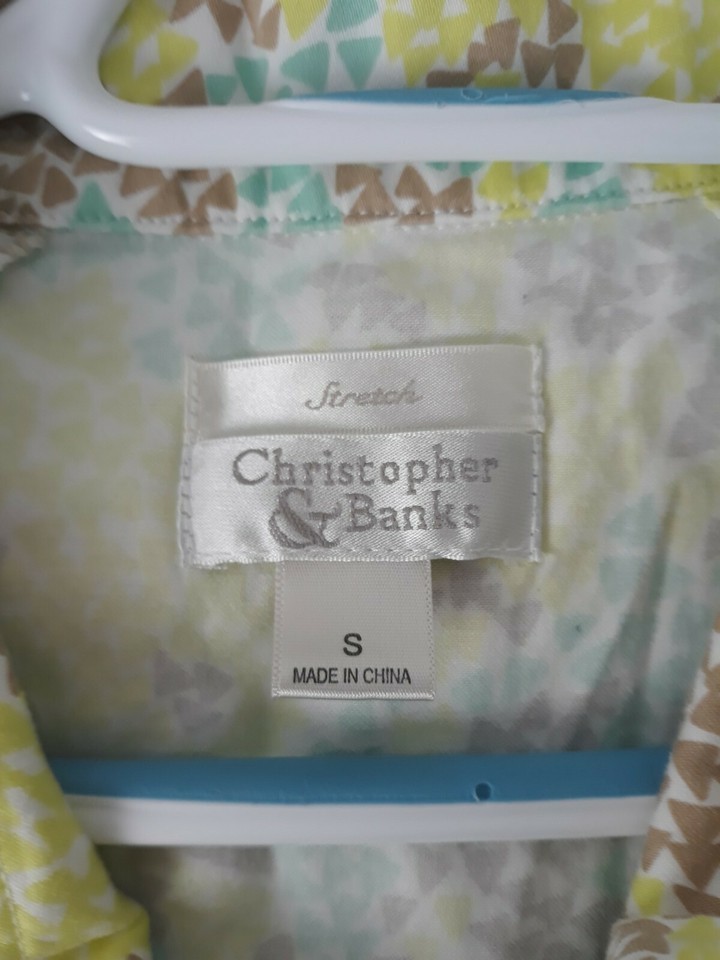 Stretch
Christopher
& Banks
S
MADE IN CHINA